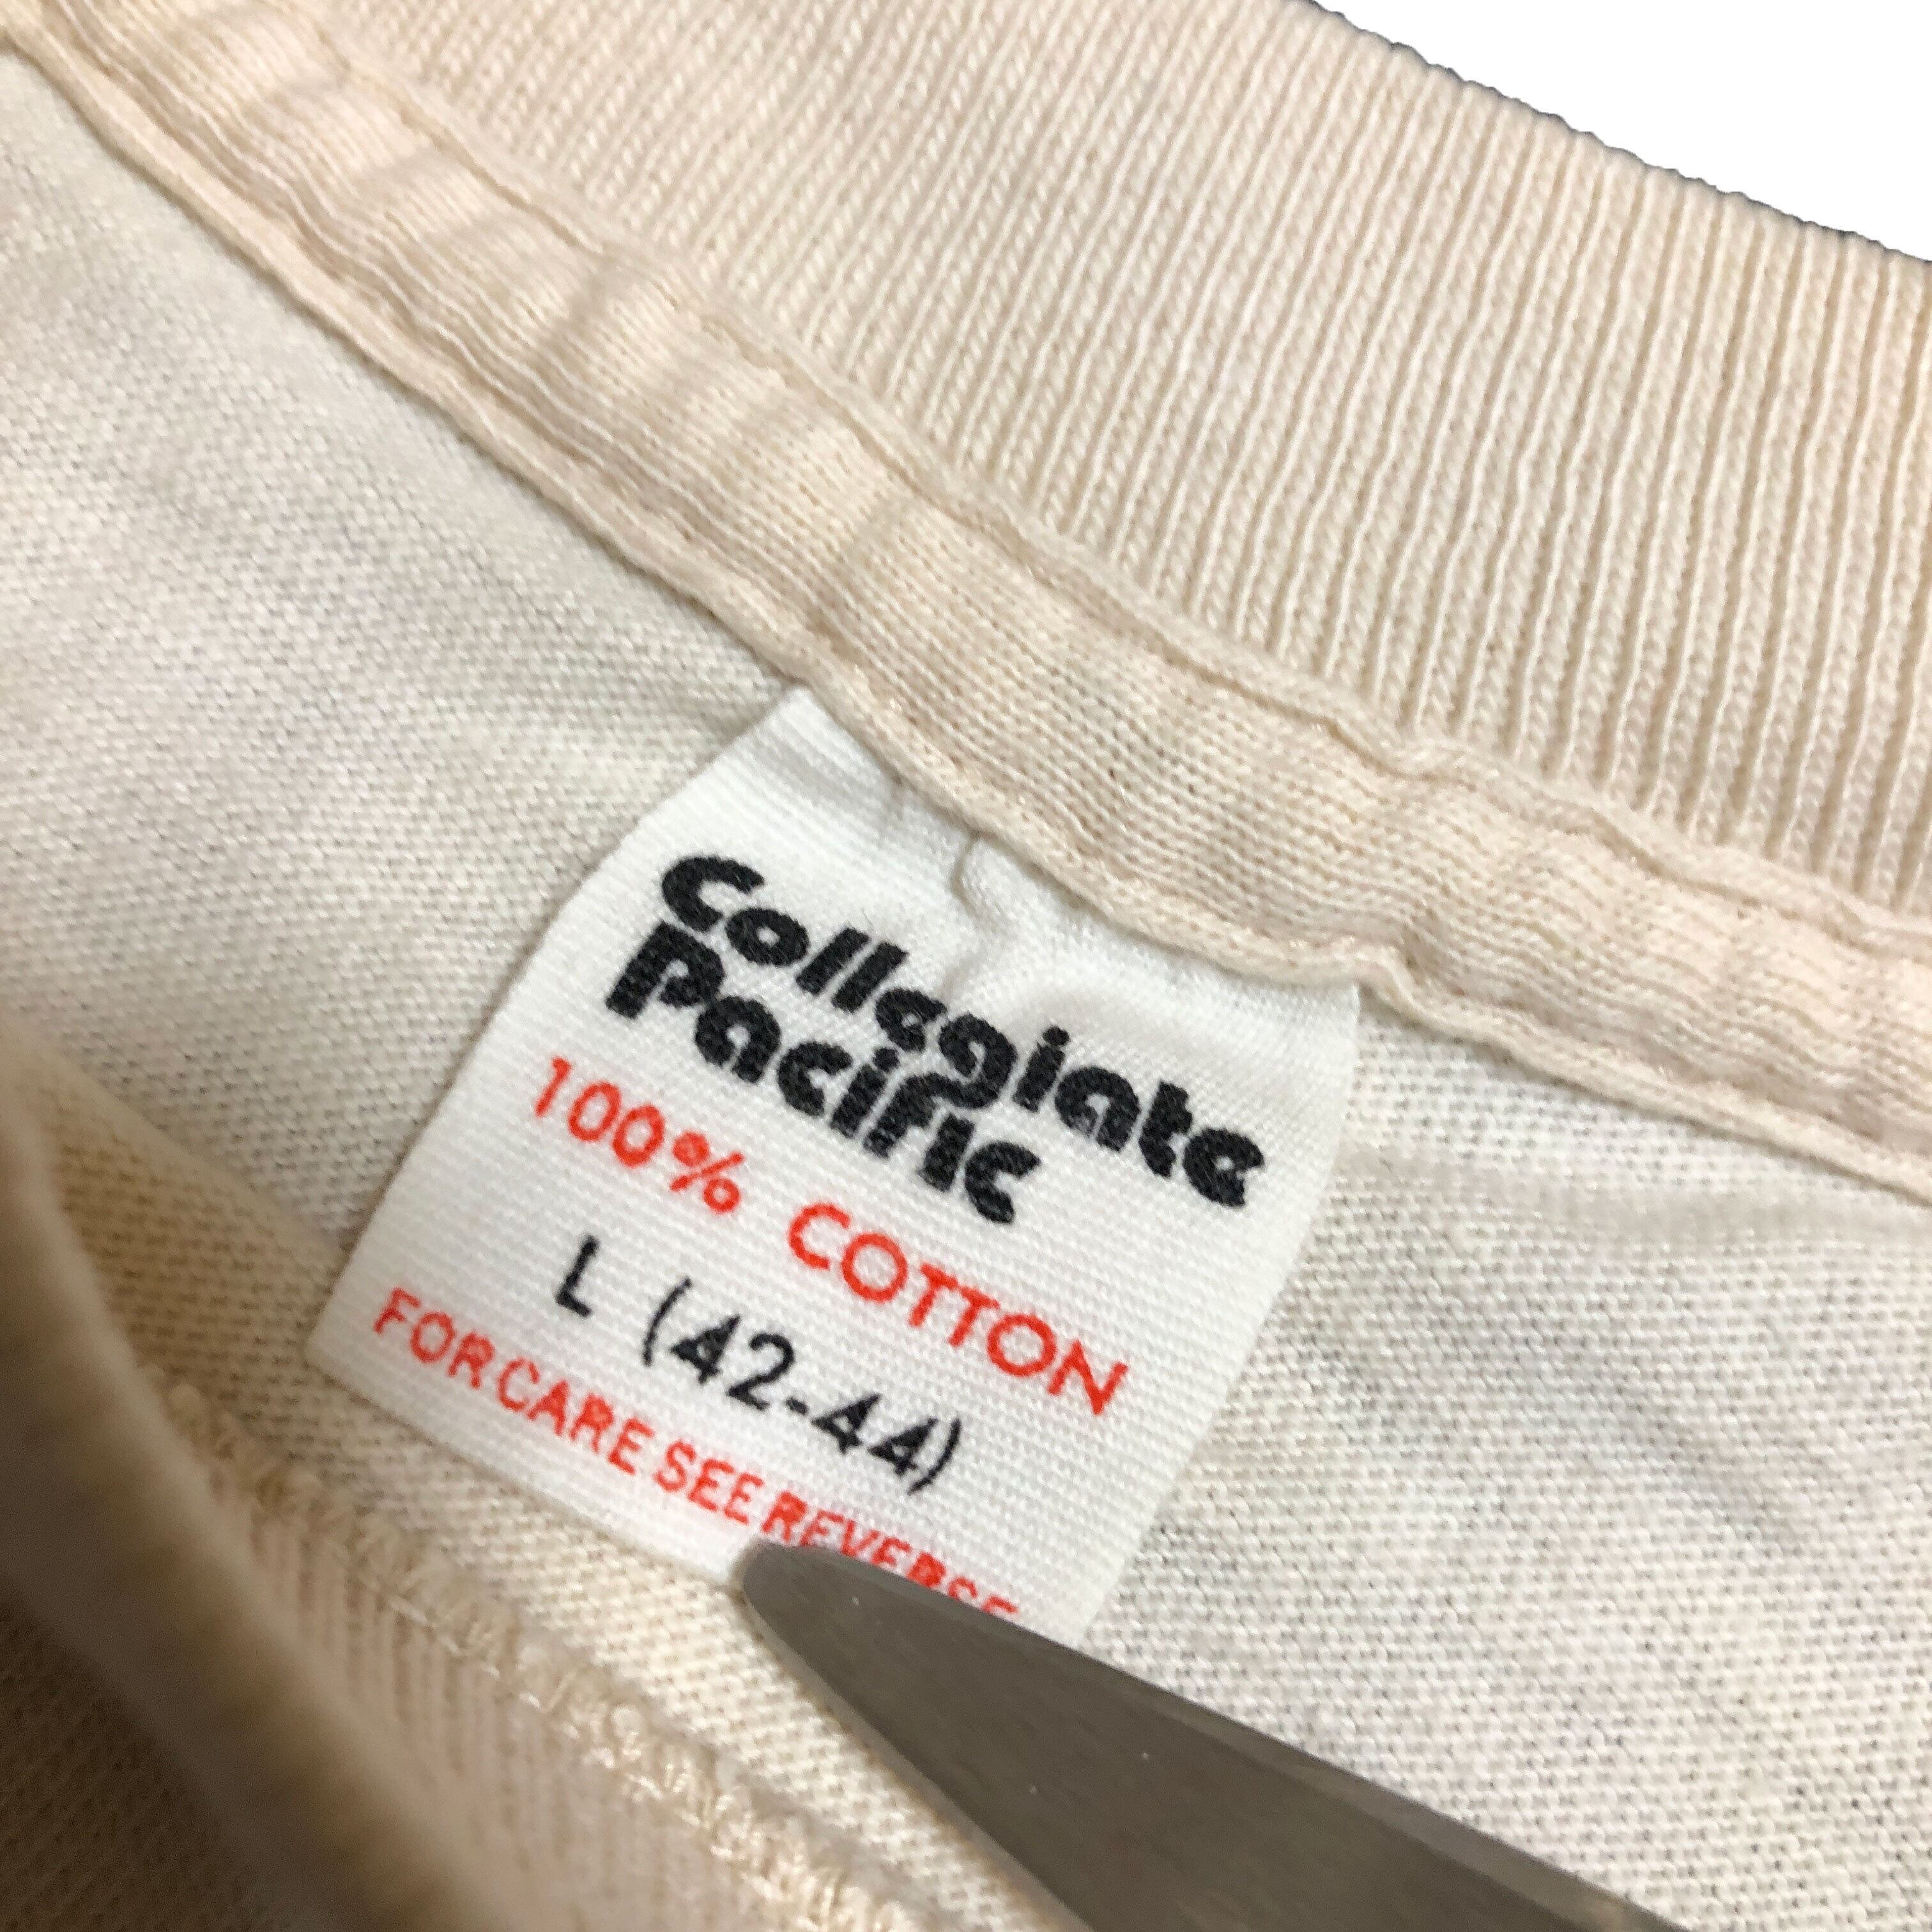 Collegiate
Pacific
100% COTTON
L (42-44)
FOR CARE SEE REVERSE